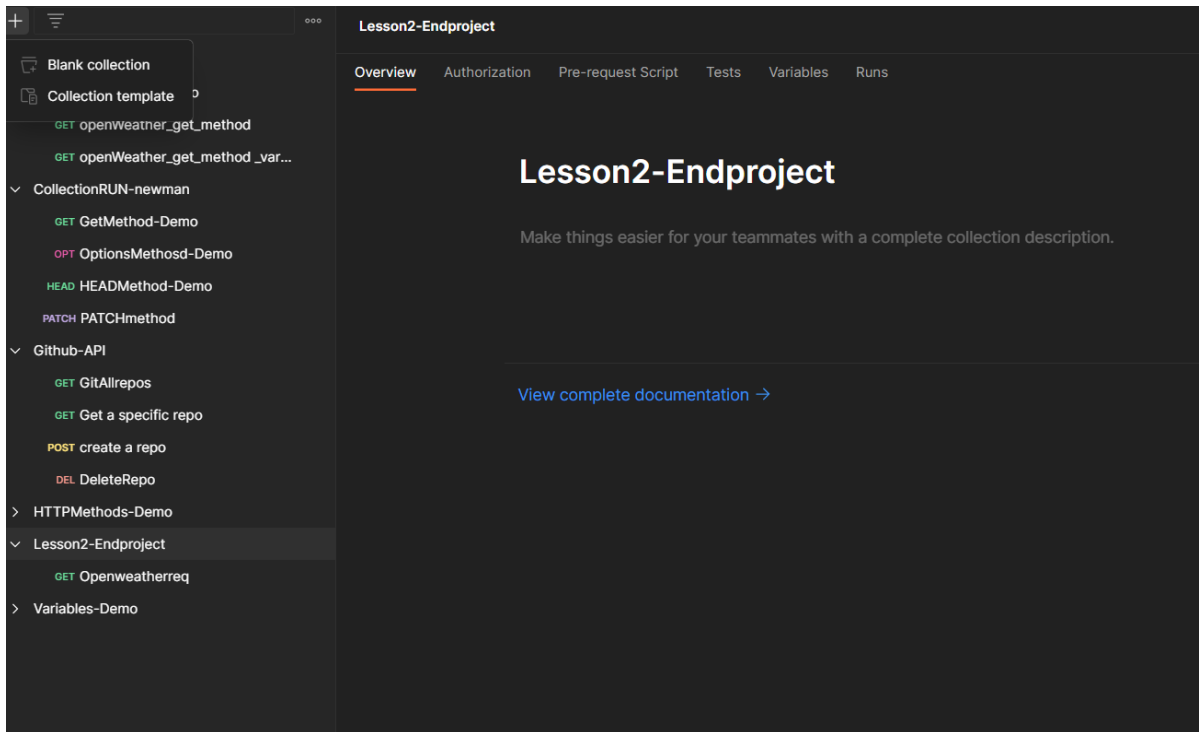 Blank collection
Collection template
GET openWeather_get_method
GET openWeather_get_method _var...
CollectionRUN-newman
GET GetMethod-Demo
OPT OptionsMethosd-Demo
HEAD HEADMethod-Demo
PATCH PATCHmethod
Github-API
GET GitAllrepos
GET Get a specific repo
POST create a repo
DEL DeleteRepo
HTTPMethods-Demo
Lesson2-Endproject
GET Openweatherreq
Variables-Demo
Lesson2-Endproject
Overview Authorization Pre-request Script Tests Variables Runs
Lesson2-Endproject
Make things easier for your teammates with a complete collection description.
View complete documentation →